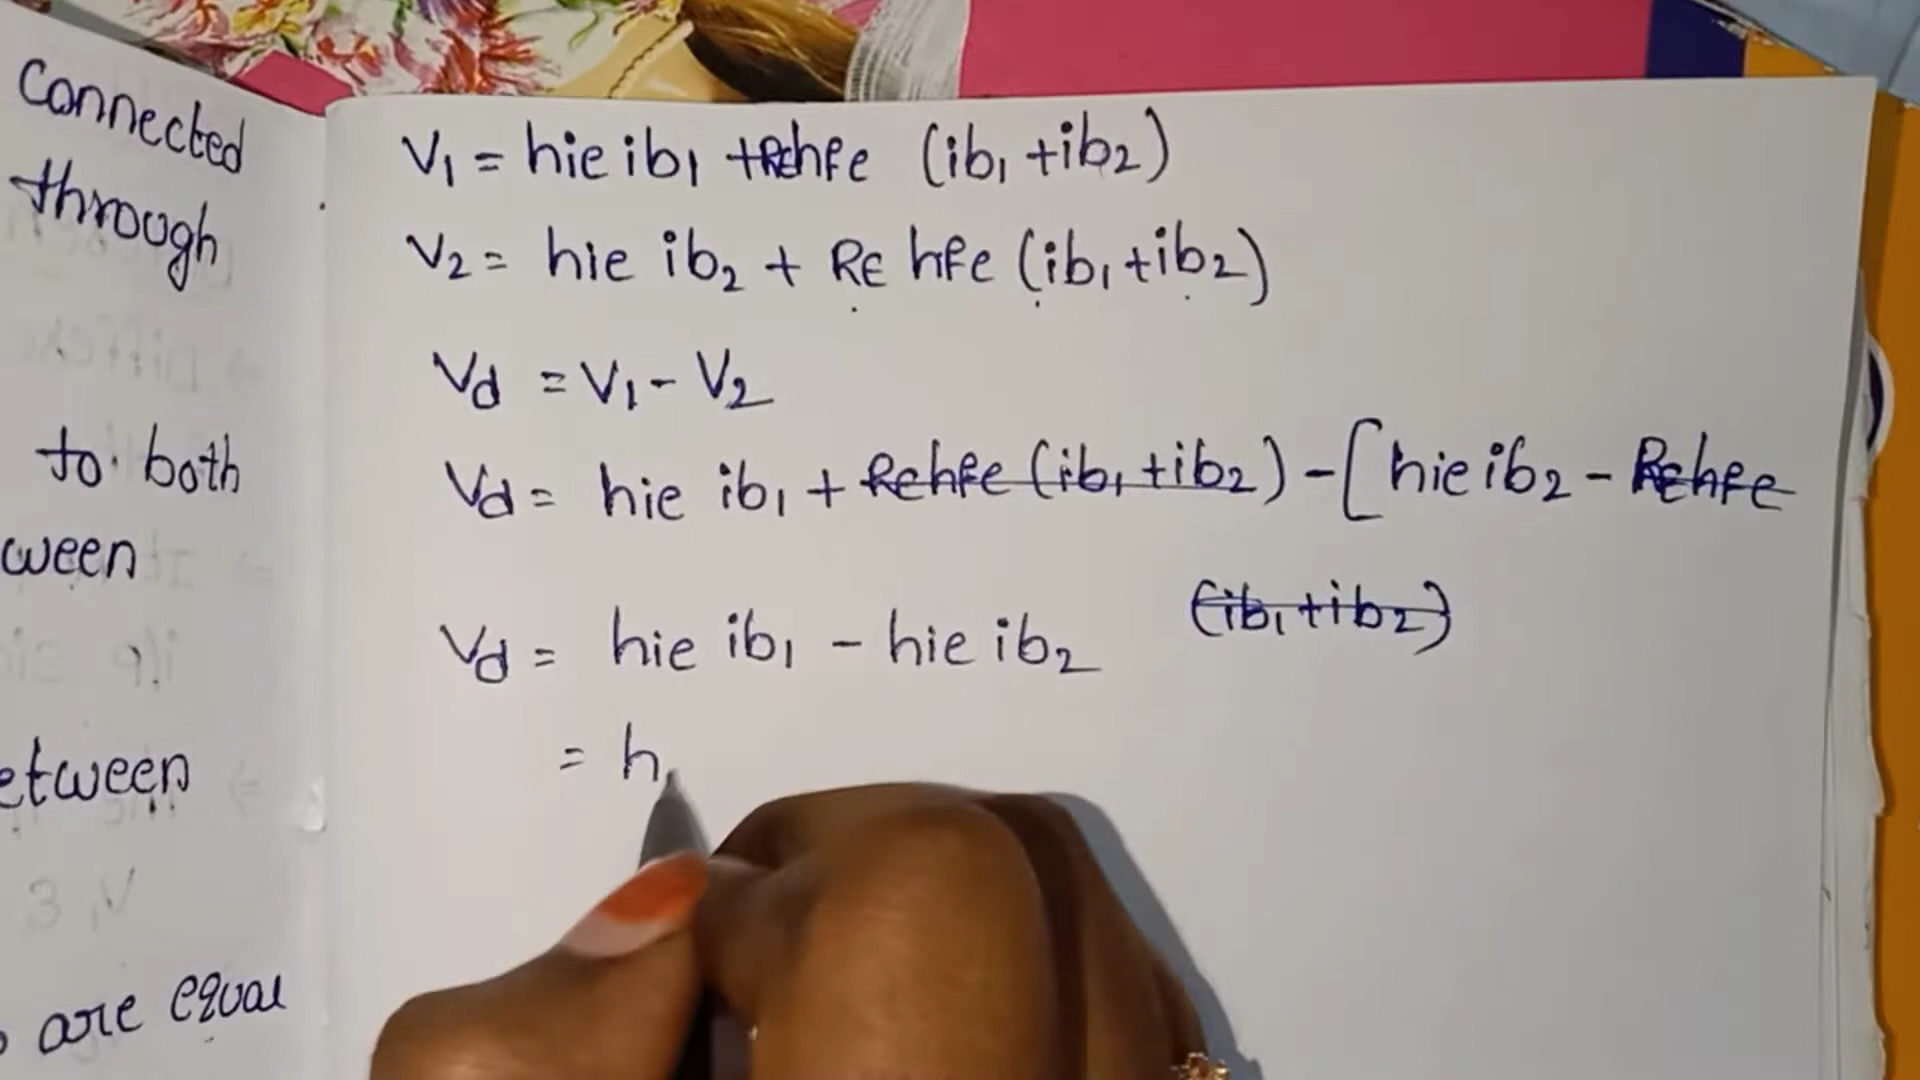 connected
through
to both
ween
etween
are equal
V1 = hie ib1 + REhfe (ib1 + ib2)
V2 = hie ib2 + RE hfe (ib1 + ib2)
Vd = V1 - V2
Vd = hie ib1 + REhfe (ib1 + ib2) - [hie ib2 - REhfe
(ib1 + ib2)
Vd = hie ib1 - hie ib2
= h